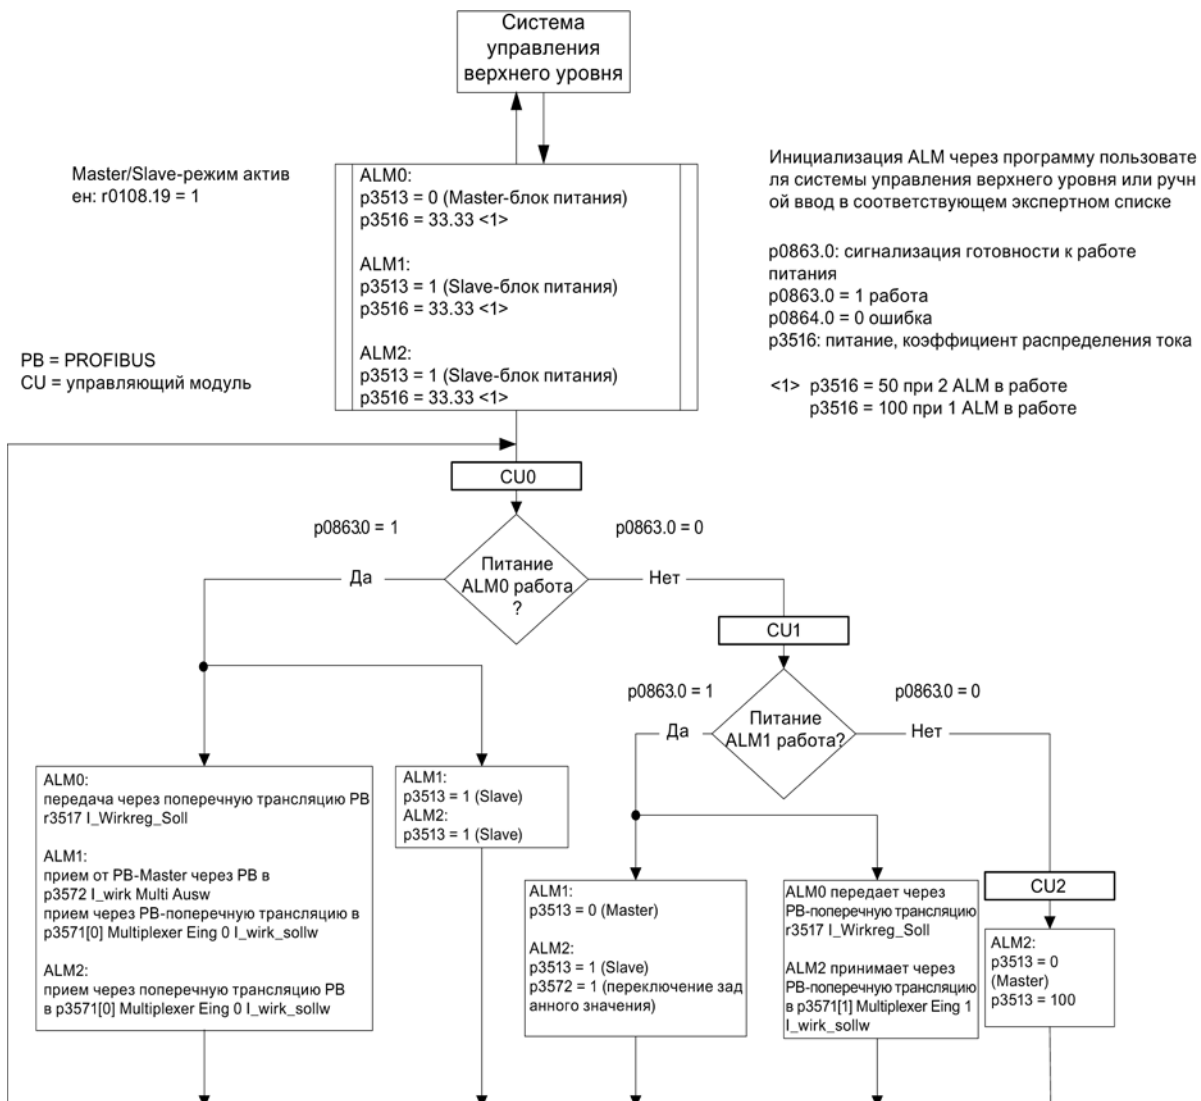 Система
управления
верхнего уровня
Master/Slave-режим актив
ен: r0108.19 = 1
ALM0:
p3513 = 0 (Master-блок питания)
p3516 = 33.33 <1>
ALM1:
p3513 = 1 (Slave-блок питания)
p3516 = 33.33 <1>
ALM2:
p3513 = 1 (Slave-блок питания)
p3516 = 33.33 <1>
Инициализация ALM через программу пользовате
ля системы управления верхнего уровня или ручн
ой ввод в соответствующем экспертном списке
p0863.0: сигнализация готовности к работе
питания
p0863.0 = 1 работа
p0864.0 = 0 ошибка
p3516: питание, коэффициент распределения тока
<1> p3516 = 50 при 2 ALM в работе
p3516 = 100 при 1 ALM в работе
PB = PROFIBUS
CU = управляющий модуль
CU0
p0863.0 = 1
p0863.0 = 0
Питание
ALM0 работа
?
Да
Нет
CU1
p0863.0 = 1
p0863.0 = 0
Питание
ALM1 работа?
Да
Нет
ALM0:
передача через поперечную трансляцию PB
r3517 I_Wirkreg_Soll
ALM1:
прием от PB-Master через PB в
p3572 I_wirk Multi Ausw
прием через PB-поперечную трансляцию в
p3571[0] Multiplexer Eing 0 I_wirk_sollw
ALM2:
прием через поперечную трансляцию PB
в p3571[0] Multiplexer Eing 0 I_wirk_sollw
ALM1:
p3513 = 1 (Slave)
ALM2:
p3513 = 1 (Slave)
ALM1:
p3513 = 0 (Master)
ALM2:
p3513 = 1 (Slave)
p3572 = 1 (переключение зад
анного значения)
ALM0 передает через
PB-поперечную трансляцию
r3517 I_Wirkreg_Soll
ALM2 принимает через
PB-поперечную трансляцию
в p3571[1] Multiplexer Eing 1
I_wirk_sollw
CU2
ALM2:
p3513 = 0
(Master)
p3513 = 100